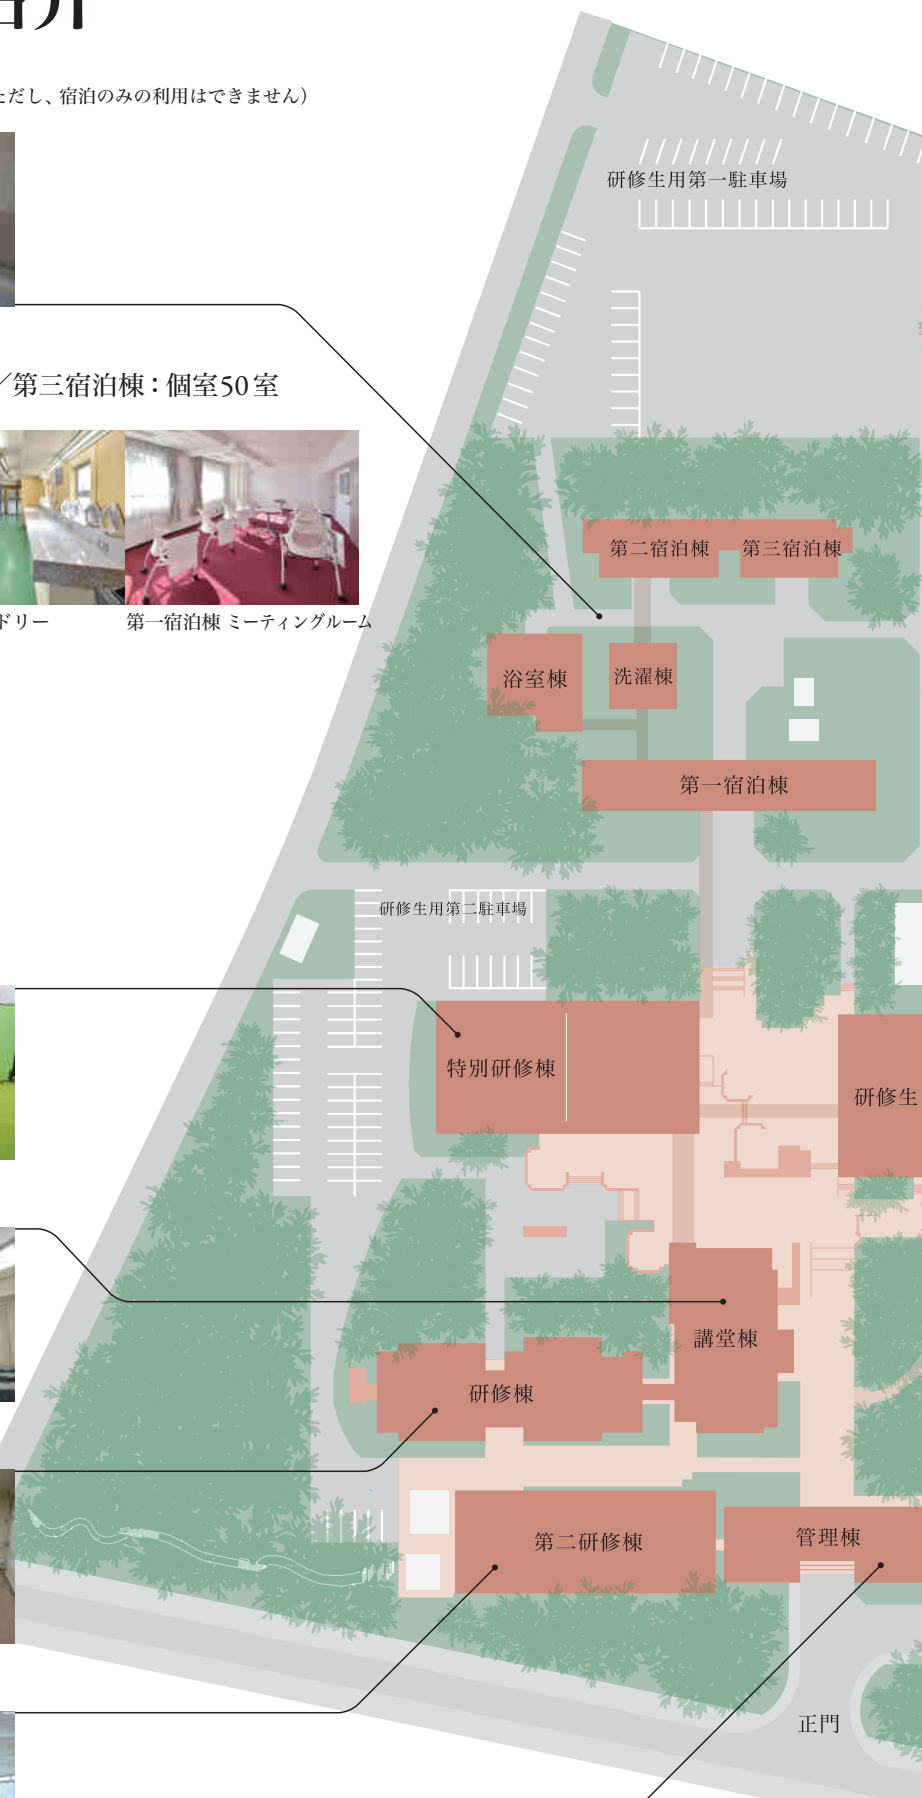 ただし、宿泊のみの利用はできません）
研修生用第一駐車場
／第三宿泊棟：個室50室
第二宿泊棟
第三宿泊棟
ドリー
第一宿泊棟 ミーティングルーム
浴室棟
洗濯棟
第一宿泊棟
研修生用第二駐車場
特別研修棟
研修生
講堂棟
研修棟
第二研修棟
管理棟
正門